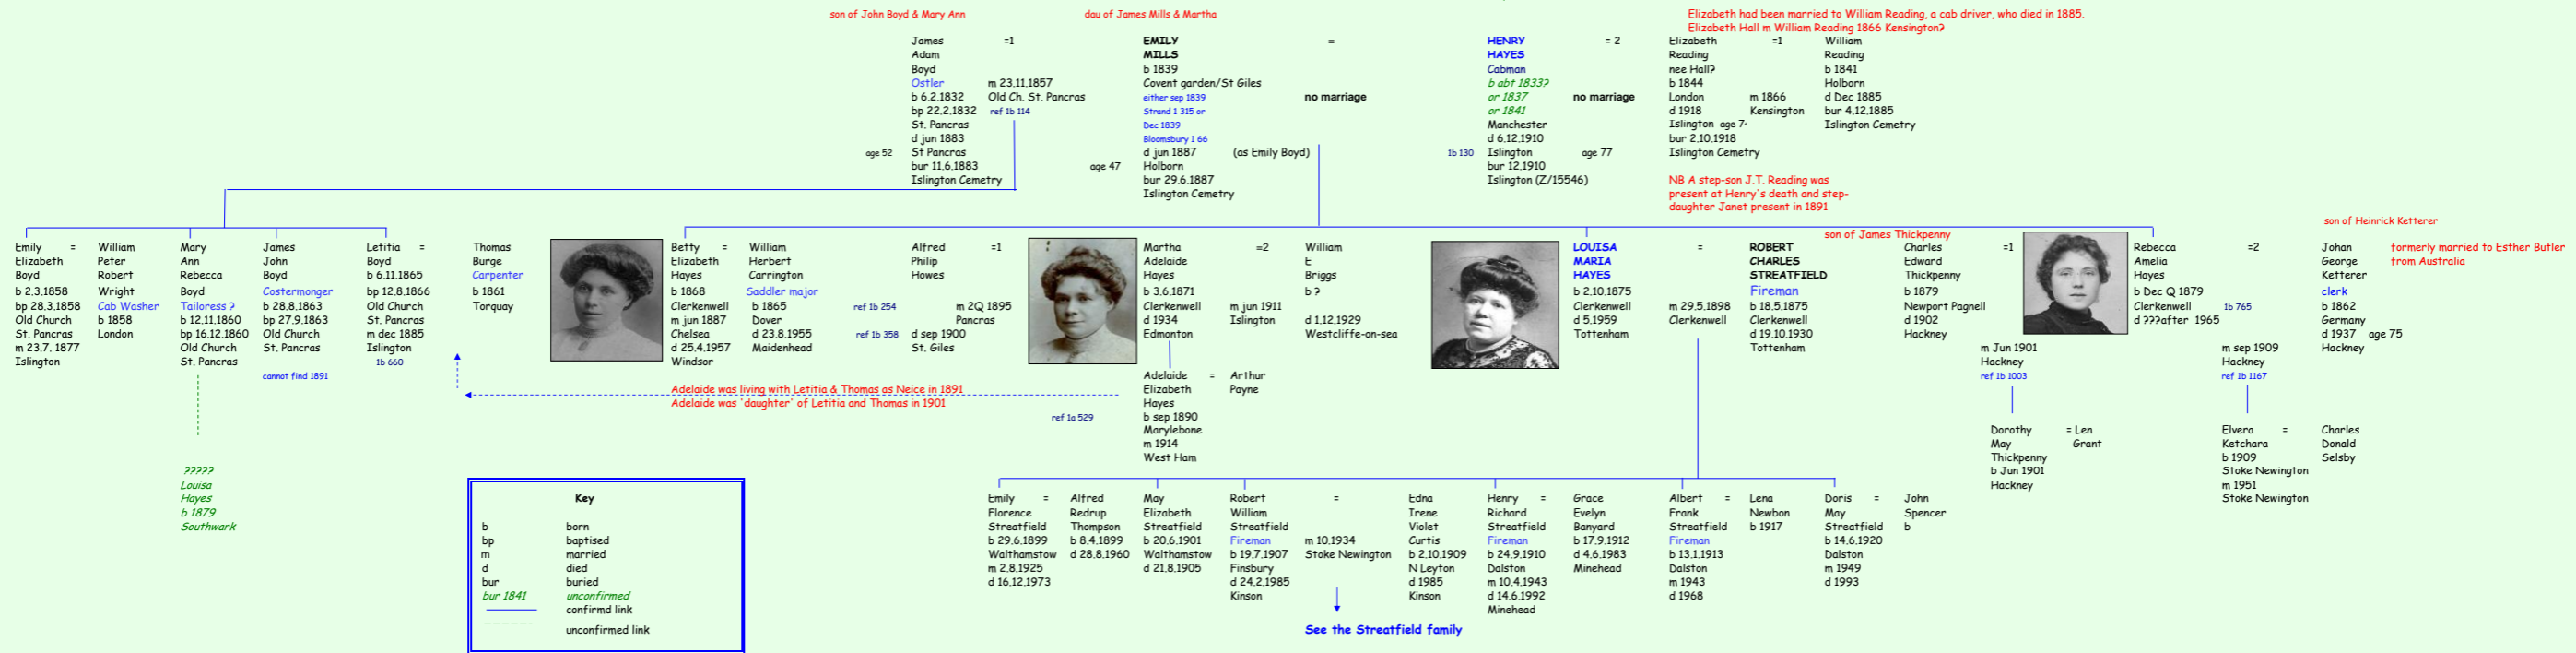 son of John Boyd & Mary Ann
dau of James Mills & Martha
Elizabeth had been married to William Reading, a cab driver, who died in 1885.
Elizabeth Hall m William Reading 1866 Kensington?
James =1
Adam
Boyd
Ostler
b 6.2.1832
bp 22.2.1832
St. Pancras
d jun 1883
age 52
St Pancras
bur 11.6.1883
Islington Cemetry
m 23.11.1857
Old Ch. St. Pancras
ref 1b 114
EMILY =
MILLS
b 1839
Covent garden/St Giles
either sep 1839
Strand 1 315 or
Dec 1839
Bloomsbury 1 66
d jun 1887 (as Emily Boyd)
age 47
Holborn
bur 29.6.1887
Islington Cemetry
no marriage
HENRY = 2
HAYES
Cabman
b abt 1833?
or 1837
or 1841
Manchester
d 6.12.1910
1b 130
Islington age 77
bur 12.1910
Islington (Z/15546)
no marriage
Elizabeth =1
Reading
nee Hall?
b 1844
London
d 1918
Islington age 7
bur 2.10.1918
Islington Cemetry
m 1866
Kensington
William
Reading
b 1841
Holborn
d Dec 1885
bur 4.12.1885
Islington Cemetry
NB A step-son J.T. Reading was
present at Henry's death and step-
daughter Janet present in 1891
Emily =
Elizabeth
Boyd
b 2.3.1858
bp 28.3.1858
Old Church
St. Pancras
m 23.7. 1877
Islington
William
Peter
Robert
Wright
Cab Washer
b 1858
London
Mary
Ann
Rebecca
Boyd
Tailoress ?
b 12.11.1860
bp 16.12.1860
Old Church
St. Pancras
James
John
Boyd
Costermonger
b 28.8.1863
bp 27.9.1863
Old Church
St. Pancras
cannot find 1891
Letitia =
Boyd
b 6.11.1865
bp 12.8.1866
Old Church
St. Pancras
m dec 1885
Islington
1b 660
Thomas
Burge
Carpenter
b 1861
Torquay
Betty =
Elizabeth
Hayes
b 1868
Clerkenwell
m jun 1887
Chelsea
d 25.4.1957
Windsor
William
Herbert
Carrington
Saddler major
b 1865
Dover
d 23.8.1955
Maidenhead
Alfred =1
Philip
Howes
ref 1b 254
m 2Q 1895
Pancras
ref 1b 358
d sep 1900
St. Giles
Martha =2
Adelaide
Hayes
b 3.6.1871
Clerkenwell
d 1934
Edmonton
m jun 1911
Islington
William
E
Briggs
b ?
d 1.12.1929
Westcliffe-on-sea
LOUISA =
MARIA
HAYES
b 2.10.1875
Clerkenwell
d 5.1959
Tottenham
m 29.5.1898
Clerkenwell
ROBERT
CHARLES
STREATFIELD
Fireman
b 18.5.1875
Clerkenwell
d 19.10.1930
Tottenham
son of James Thickpenny
Charles =1
Edward
Thickpenny
b 1879
Newport Pagnell
d 1902
Hackney
m Jun 1901
Hackney
ref 1b 1003
Rebecca =2
Amelia
Hayes
b Dec Q 1879
Clerkenwell 1b 765
d ???after 1965
m sep 1909
Hackney
ref 1b 1167
son of Heinrick Ketterer
Johan
George
Ketterer
clerk
b 1862
Germany
d 1937 age 75
Hackney
formerly married to Esther Butler
from Australia
Adelaide was living with Letitia & Thomas as Neice in 1891
Adelaide was 'daughter' of Letitia and Thomas in 1901
Adelaide =
Elizabeth
Hayes
ref 1a 529
b sep 1890
Marylebone
m 1914
West Ham
Arthur
Payne
?????
Louisa
Hayes
b 1879
Southwark
Dorothy = Len
May Grant
Thickpenny
b Jun 1901
Hackney
Elvera =
Ketchara
b 1909
Stoke Newington
m 1951
Stoke Newington
Charles
Donald
Selsby
Key
b born
bp baptised
m married
d died
bur buried
bur 1841 unconfirmed
confirmd link
unconfirmed link
Emily =
Florence
Streatfield
b 29.6.1899
Walthamstow
m 2.8.1925
d 16.12.1973
Alfred
Redrup
Thompson
b 8.4.1899
d 28.8.1960
May
Elizabeth
Streatfield
b 20.6.1901
Walthamstow
d 21.8.1905
Robert =
William
Streatfield
Fireman
b 19.7.1907
Finsbury
d 24.2.1985
Kinson
m 10.1934
Stoke Newington
Edna
Irene
Violet
Curtis
b 2.10.1909
N Leyton
d 1985
Kinson
Henry =
Richard
Streatfield
Fireman
b 24.9.1910
Dalston
m 10.4.1943
d 14.6.1992
Minehead
Grace
Evelyn
Banyard
b 17.9.1912
d 4.6.1983
Minehead
Albert =
Frank
Streatfield
Fireman
b 13.1.1913
Dalston
m 1943
d 1968
Lena
Newbon
b 1917
Doris =
May
Streatfield
b 14.6.1920
Dalston
m 1949
d 1993
John
Spencer
b
See the Streatfield family